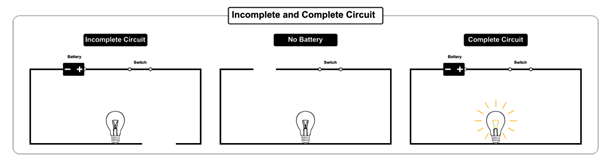 Incomplete and Complete Circuit
Incomplete Circuit
Battery
Switch
No Battery
Switch
Complete Circuit
Battery
Switch